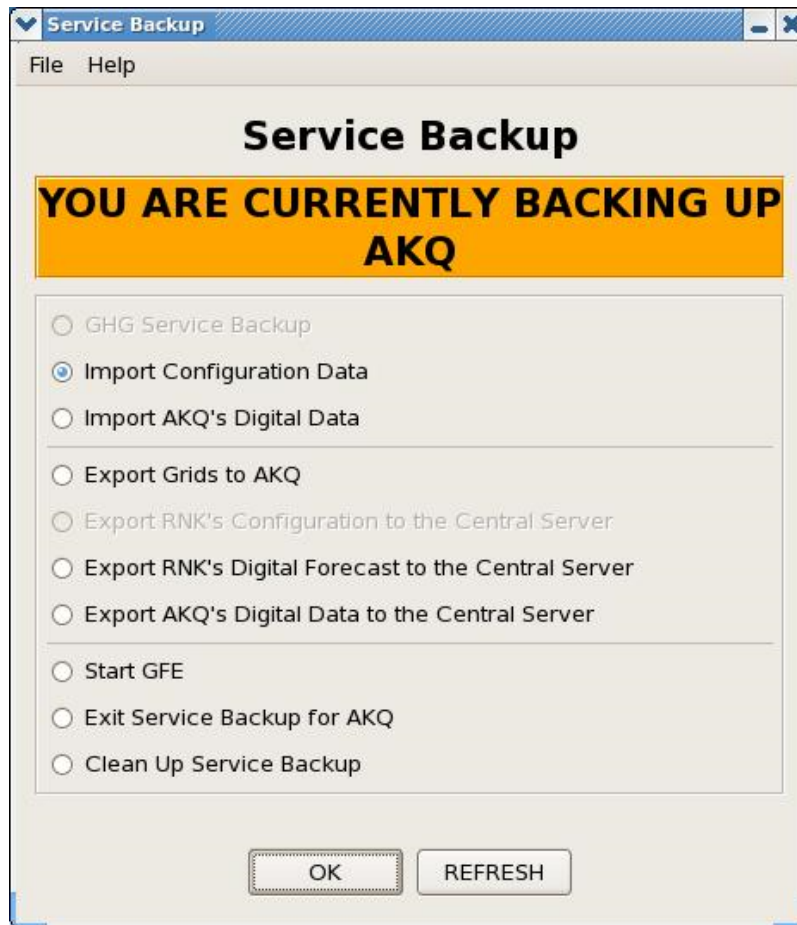 Service Backup
File Help
Service Backup
YOU ARE CURRENTLY BACKING UP
AKQ
GHG Service Backup
Import Configuration Data
Import AKQ's Digital Data
Export Grids to AKQ
Export RNK's Configuration to the Central Server
Export RNK's Digital Forecast to the Central Server
Export AKQ's Digital Data to the Central Server
Start GFE
Exit Service Backup for AKQ
Clean Up Service Backup
OK REFRESH